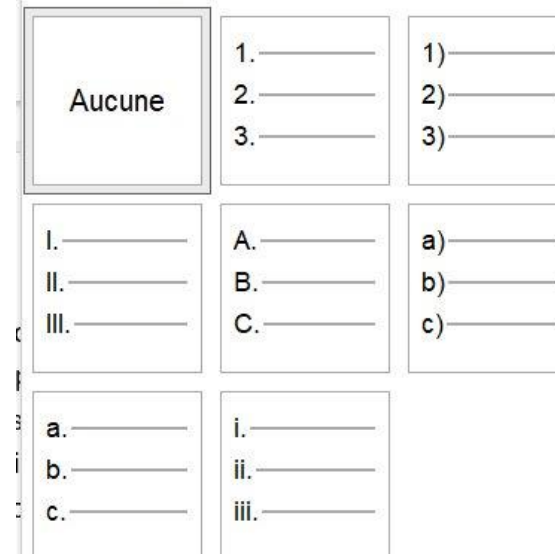 Aucune
1.
2.
3.
1)
2)
3)
I.
II.
III.
A.
B.
C.
a)
b)
c)
a.
b.
c.
i.
ii.
iii.